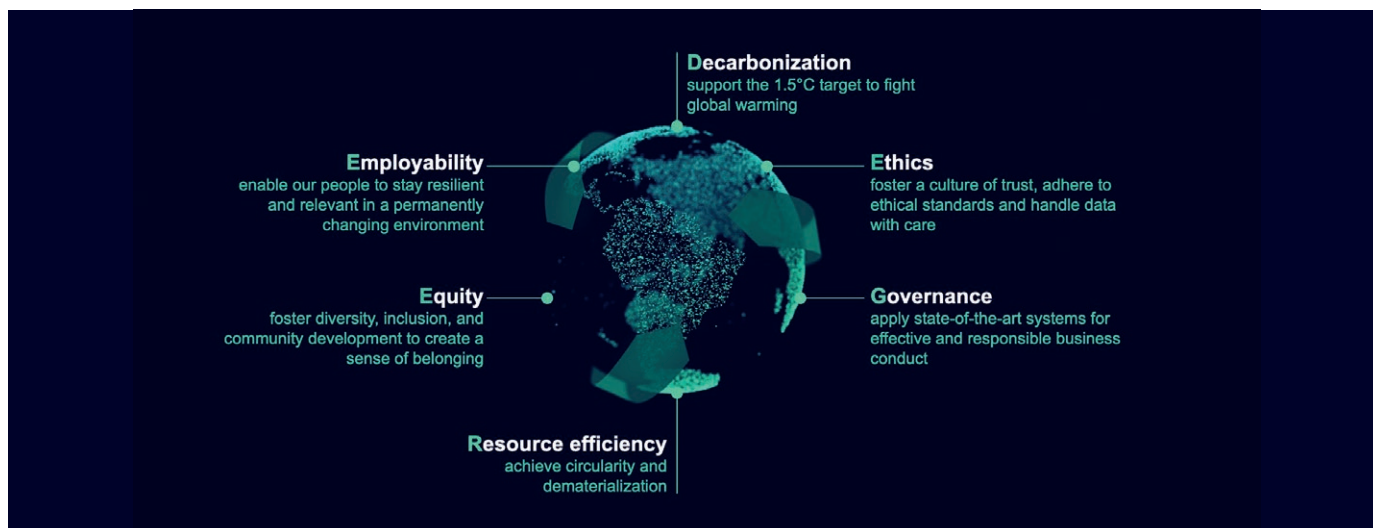 Decarbonization
support the 1.5°C target to fight
global warming
Ethics
foster a culture of trust, adhere to
ethical standards and handle data
with care
Governance
apply state-of-the-art systems for
effective and responsible business
conduct
Resource efficiency
achieve circularity and
dematerialization
Equity
foster diversity, inclusion, and
community development to create a
sense of belonging
Employability
enable our people to stay resilient
and relevant in a permanently
changing environment